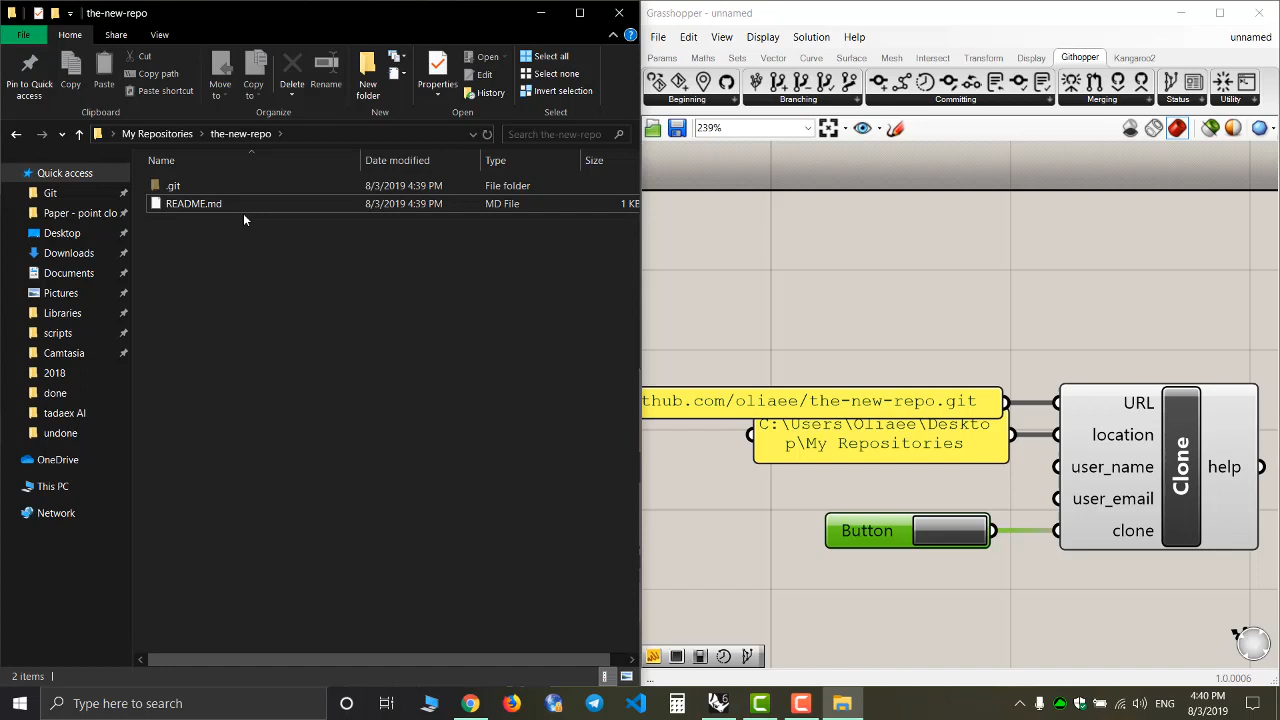 the-new-repo
File
Home
Share
View
Pin to Quick
access
Copy
Paste
Cut
Copy path
Paste shortcut
Clipboard
Move
to
Copy
to
Delete
Rename
Organize
New
folder
New
Properties
Open
Edit
History
Open
Select all
Select none
Invert selection
Select
My Repositories
the-new-repo
Search the-new-repo
Name
Date modified
Type
Size
.git
8/3/2019 4:39 PM
File folder
README.md
8/3/2019 4:39 PM
MD File
1 KB
Quick access
Git
Paper - point clo
Desktop
Downloads
Documents
Pictures
Libraries
scripts
Camtasia
2018
done
tadaex AI
undone
OneDrive
This PC
Network
2 items
Grasshopper - unnamed
File
Edit
View
Display
Solution
Help
unnamed
Params
Maths
Sets
Vector
Curve
Surface
Mesh
Intersect
Transform
Display
Githopper
Kangaroo2
Beginning
Branching
Committing
Merging
Status
Utility
239%
thub.com/oliaee/the-new-repo.git
C:\Users\Oliaee\Deskto
p\My Repositories
Button
URL
location
user_name
user_email
clone
Clone
help
...
1.0.0006
Type here to search
ENG
4:40 PM
8/3/2019